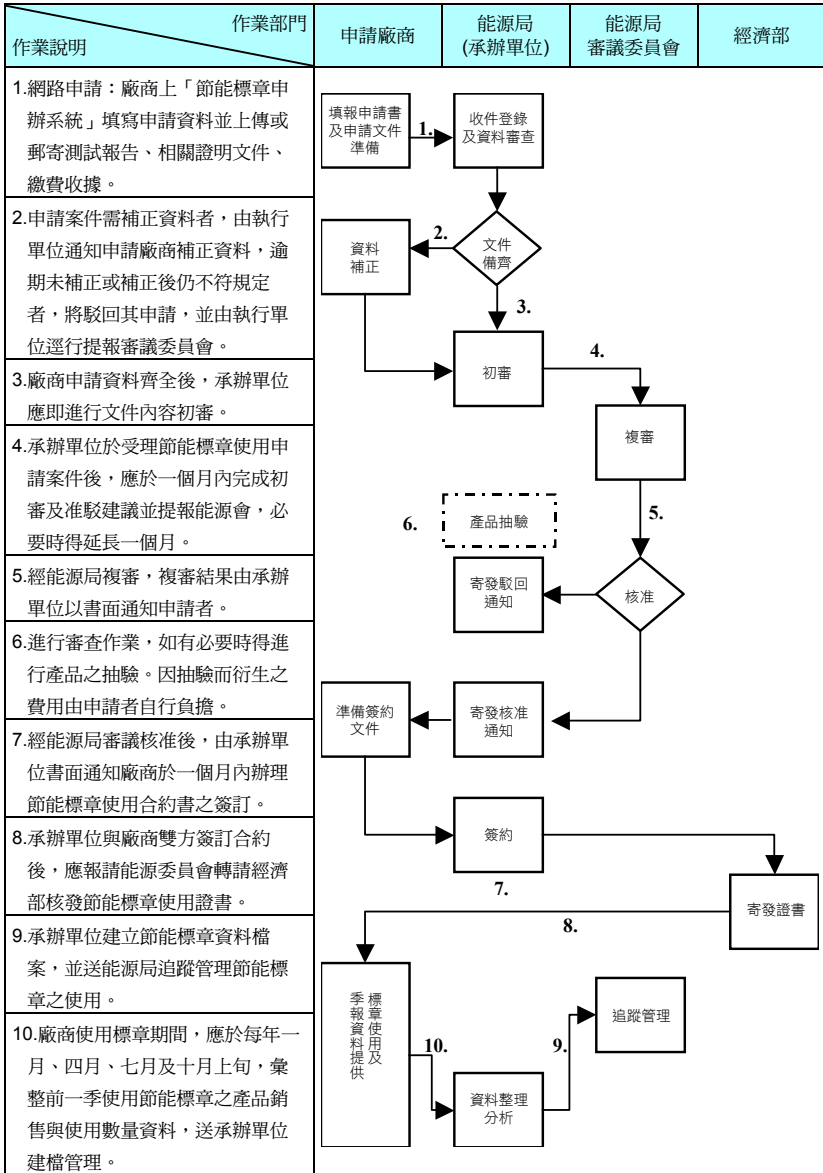 作業部門
作業說明
申請廠商
能源局
(承辦單位)
能源局
審議委員會
經濟部
1.網路申請：廠商上「節能標章申
辦系統」填寫申請資料並上傳或
郵寄測試報告、相關證明文件、
繳費收據。
2.申請案件需補正資料者，由執行
單位通知申請廠商補正資料，逾
期未補正或補正後仍不符規定
者，將駁回其申請，並由執行單
位逕行提報審議委員會。
3.廠商申請資料齊全後，承辦單位
應即進行文件內容初審。
4.承辦單位於受理節能標章使用申
請案件後，應於一個月內完成初
審及准駁建議並提報能源會，必
要時得延長一個月。
5.經能源局複審，複審結果由承辦
單位以書面通知申請者。
6.進行審查作業，如有必要時得進
行產品之抽驗。因抽驗而衍生之
費用由申請者自行負擔。
7.經能源局審議核准後，由承辦單
位書面通知廠商於一個月內辦理
節能標章使用合約書之簽訂。
8.承辦單位與廠商雙方簽訂合約
後，應報請能源委員會轉請經濟
部核發節能標章使用證書。
9.承辦單位建立節能標章資料檔
案，並送能源局追蹤管理節能標
章之使用。
10.廠商使用標章期間，應於每年一
月、四月、七月及十月上旬，彙
整前一季使用節能標章之產品銷
售與使用數量資料，送承辦單位
建檔管理。
填報申請書
及申請文件
準備
1.
收件登錄
及資料審查
資料
補正
2.
文件
備齊
3.
初審
4.
複審
6.
產品抽驗
5.
寄發駁回
通知
核准
準備簽約
文件
寄發核准
通知
簽約
7.
寄發證書
8.
標章使用及
季報資料提供
10.
資料整理
分析
9.
追蹤管理